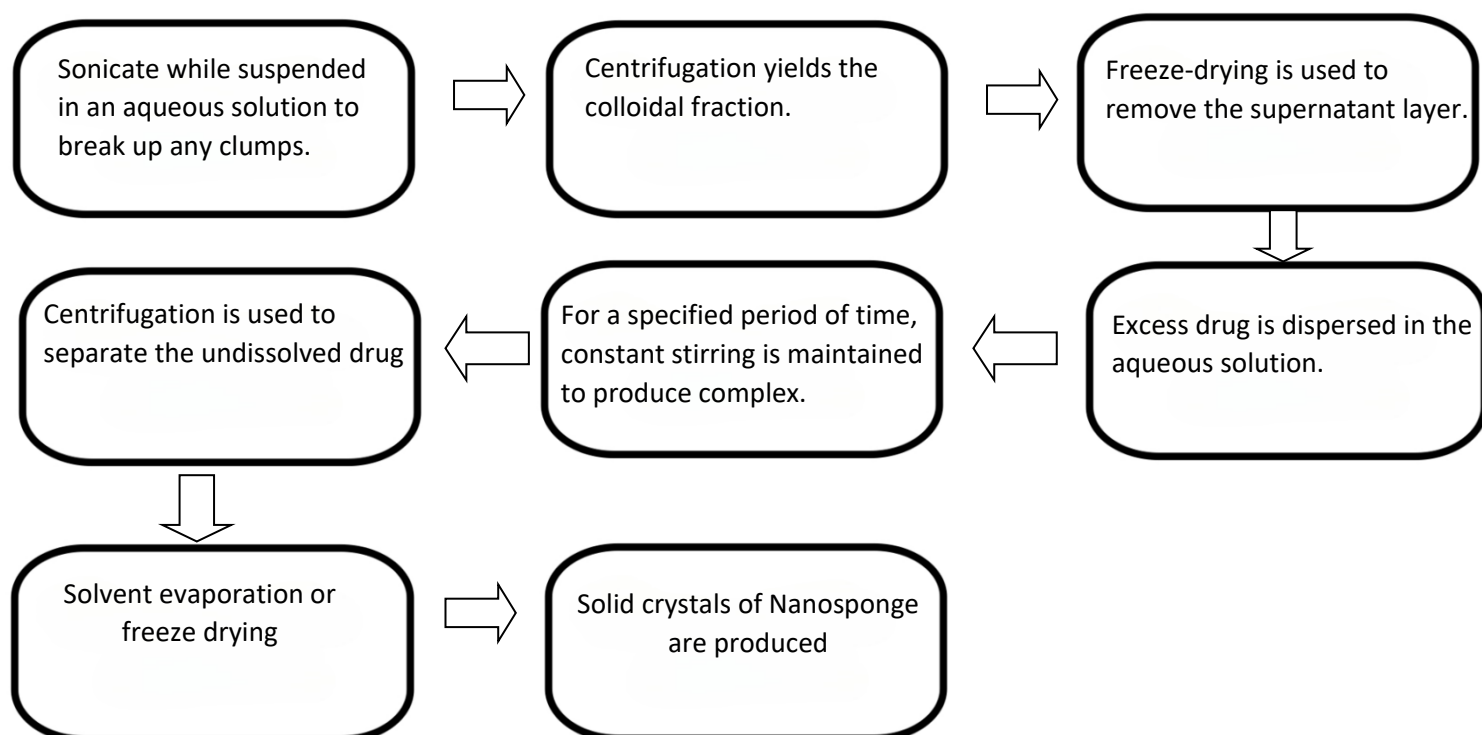 Sonicate while suspended
in an aqueous solution to
break up any clumps.
Centrifugation yields the
colloidal fraction.
Freeze-drying is used to
remove the supernatant layer.
Excess drug is dispersed in the
aqueous solution.
For a specified period of time,
constant stirring is maintained
to produce complex.
Centrifugation is used to
separate the undissolved drug
Solvent evaporation or
freeze drying
Solid crystals of Nanosponge
are produced